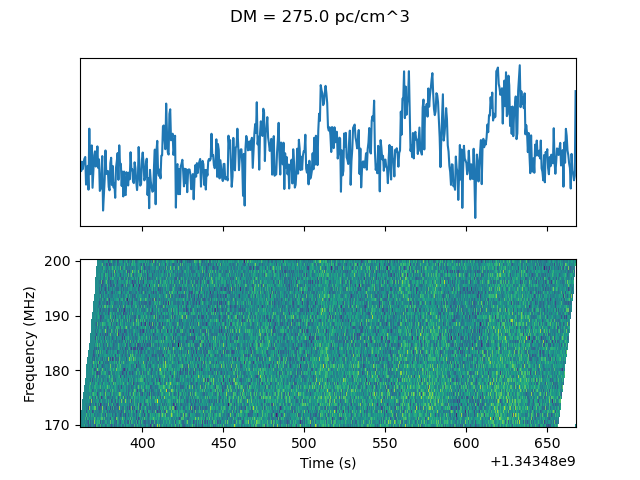 DM = 275.0 pc/cm^3
200
190
180
170
Frequency (MHz)
400 450 500 550 600 650
Time (s)
+1.34348e9